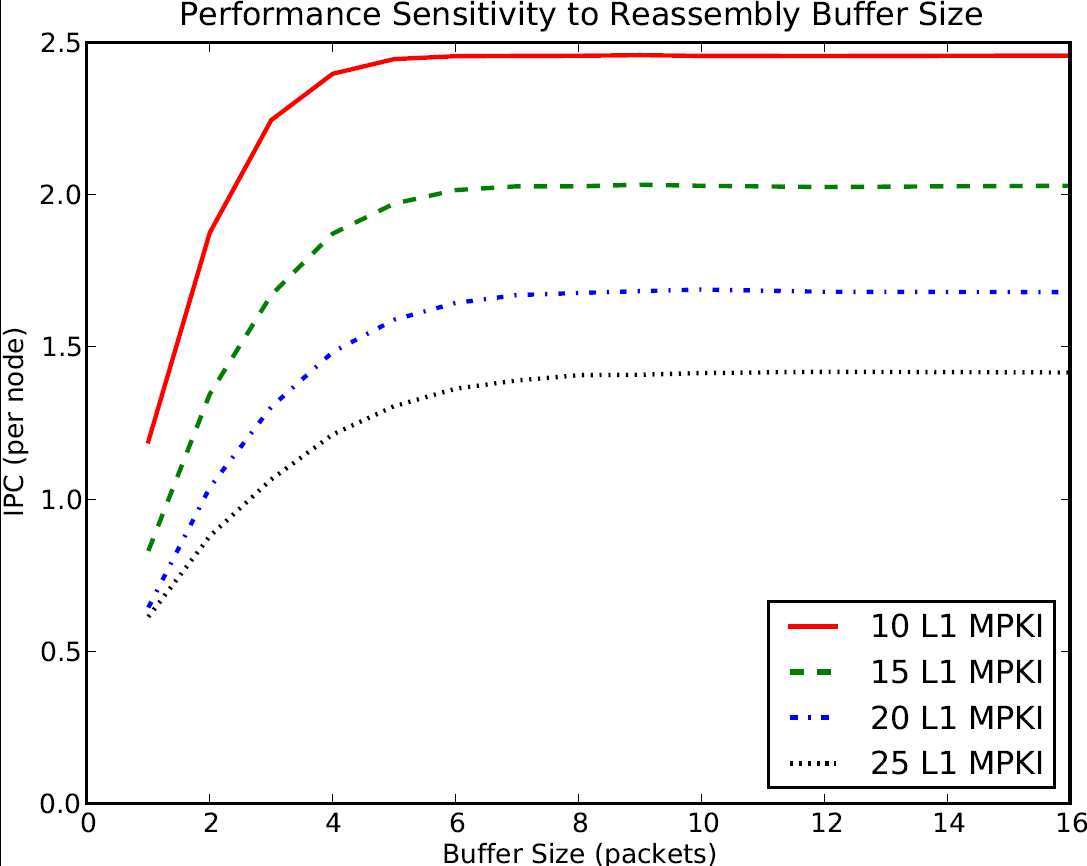 Performance Sensitivity to Reassembly Buffer Size
2.5
2.0
1.5
1.0
0.5
0.0
IPC (per node)
10 L1 MPKI
15 L1 MPKI
20 L1 MPKI
25 L1 MPKI
0 2 4 6 8 10 12 14 16
Buffer Size (packets)